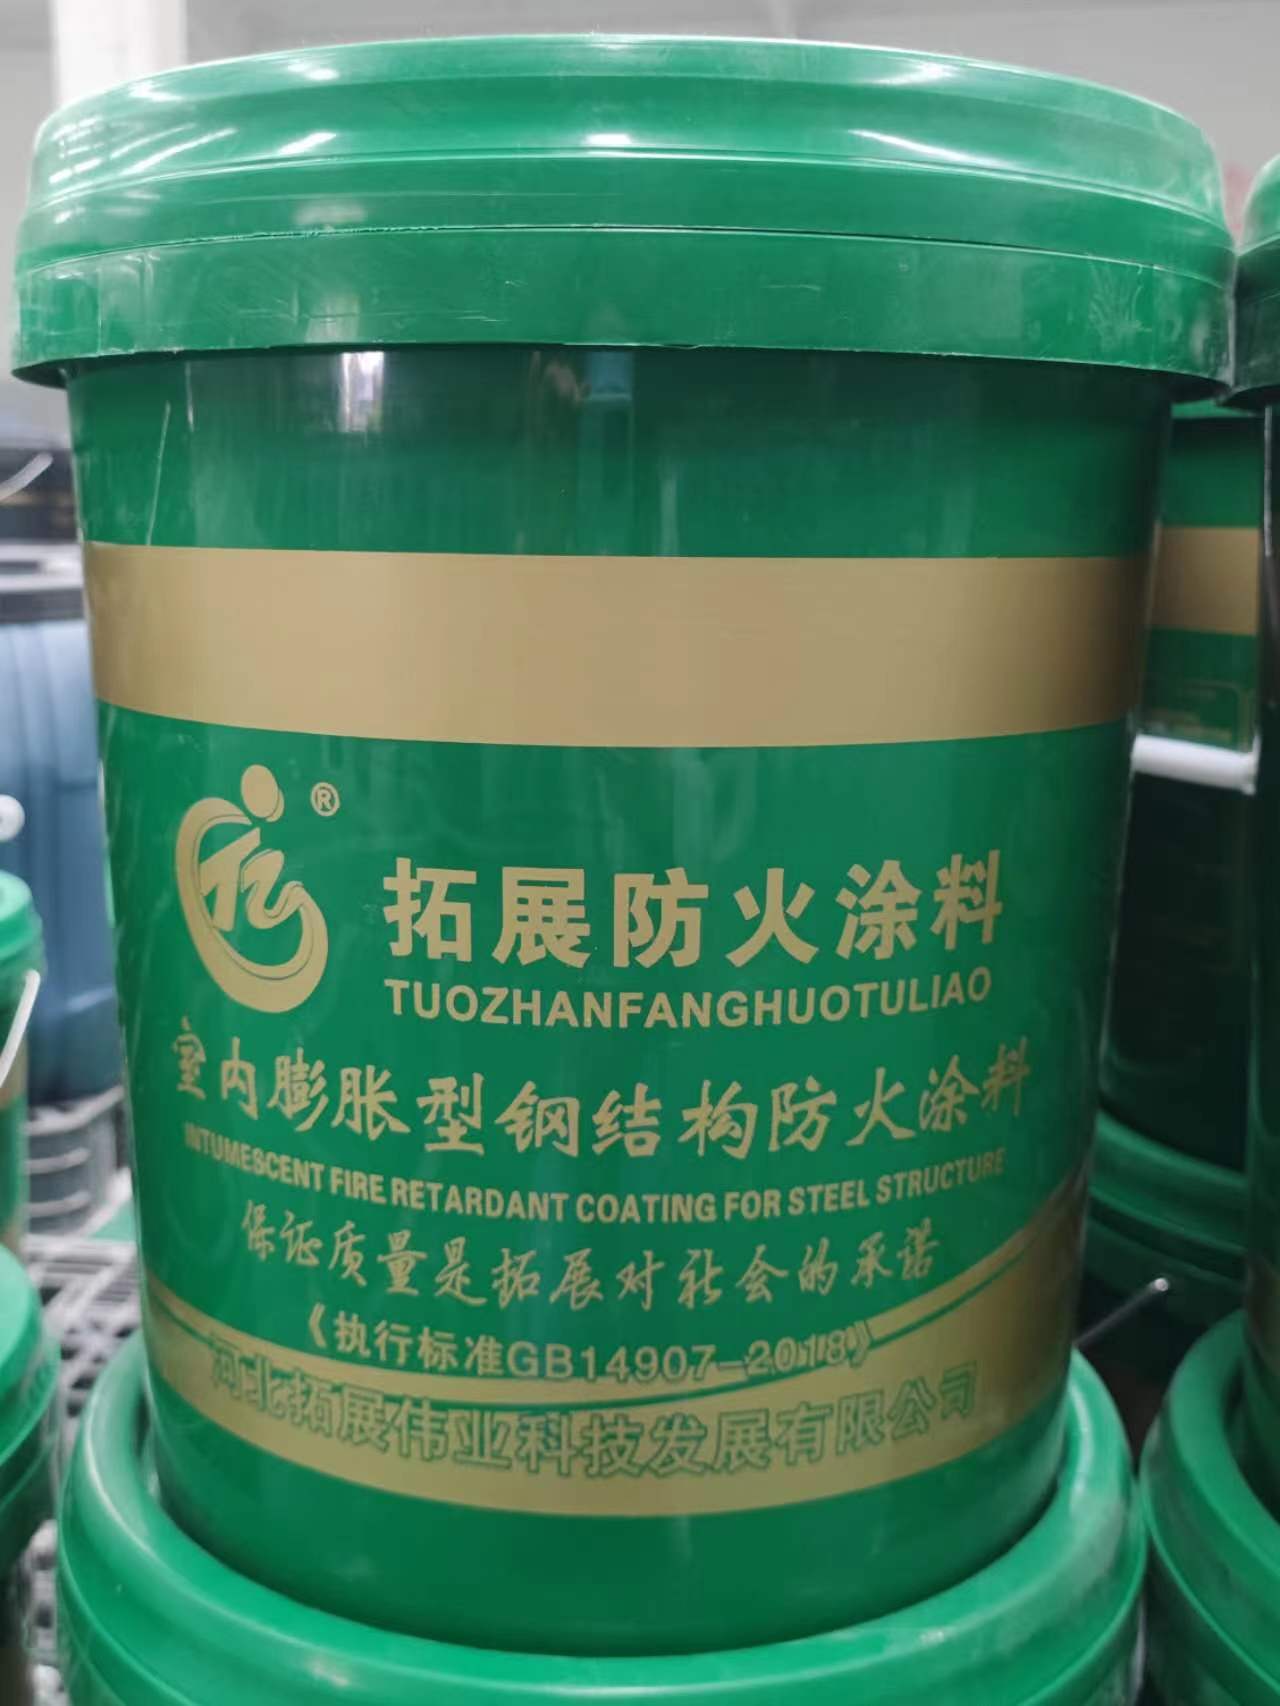 ®
拓展防火涂料
TUOZHANFANGHUOTULIAO
室内膨胀型钢结构防火涂料
INTUMESCENT FIRE RETARDANT COATING FOR STEEL STRUCTURE
保证质量是拓展对社会的承诺
《执行标准GB14907-2018》
河北拓展伟业科技发展有限公司